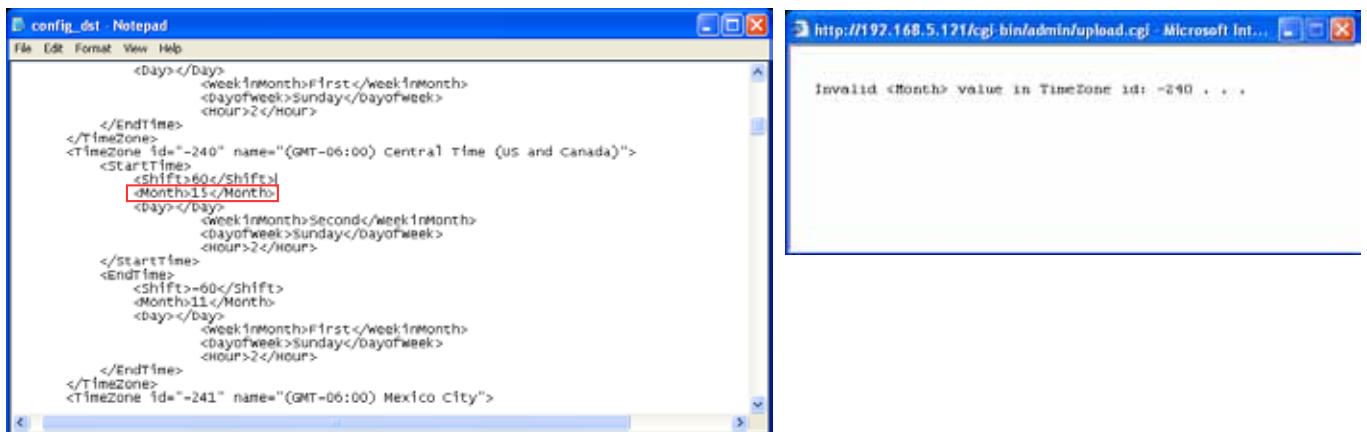 config_dst - Notepad
File Edit Format View Help
<Day></Day>
<WeekinMonth>First</WeekinMonth>
<DayofWeek>Sunday</DayofWeek>
<Hour>2</Hour>
</EndTime>
</TimeZone>
<TimeZone id="-240" name="(GMT-06:00) Central Time (US and Canada)">
<StartTime>
<Shift>60</Shift>
<Month>15</Month>
<Day></Day>
<WeekinMonth>Second</WeekinMonth>
<DayofWeek>Sunday</DayofWeek>
<Hour>2</Hour>
</StartTime>
<EndTime>
<Shift>-60</Shift>
<Month>11</Month>
<Day></Day>
<WeekinMonth>First</WeekinMonth>
<DayofWeek>Sunday</DayofWeek>
<Hour>2</Hour>
</EndTime>
</TimeZone>
<TimeZone id="-241" name="(GMT-06:00) Mexico City">
http://192.168.5.121/cgi-bin/admin/upload.cgi - Microsoft Int...
Invalid <Month> value in TimeZone id: -240 . . .